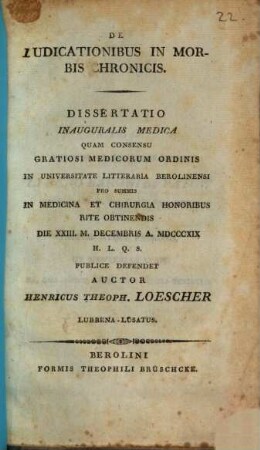 22.
DE
IUDICATIONIBUS IN MOR-
BIS CHRONICIS.
DISSERTATIO
INAUGURALIS MEDICA
QUAM CONSENSU
GRATIOSI MEDICORUM ORDINIS
IN UNIVERSITATE LITTERARIA BEROLINENSI
PRO SUMMIS
IN MEDICINA ET CHIRURGIA HONORIBUS
RITE OBTINENDIS
DIE XXIII. M. DECEMBRIS A. MDCCCXIX
H. L. Q. S.
PUBLICE DEFENDET
AUCTOR
HENRICUS THEOPH. LOESCHER
LUBBENA-LUSATUS.
BEROLINI
FORMIS THEOPHILI BRÜSCHCKE.